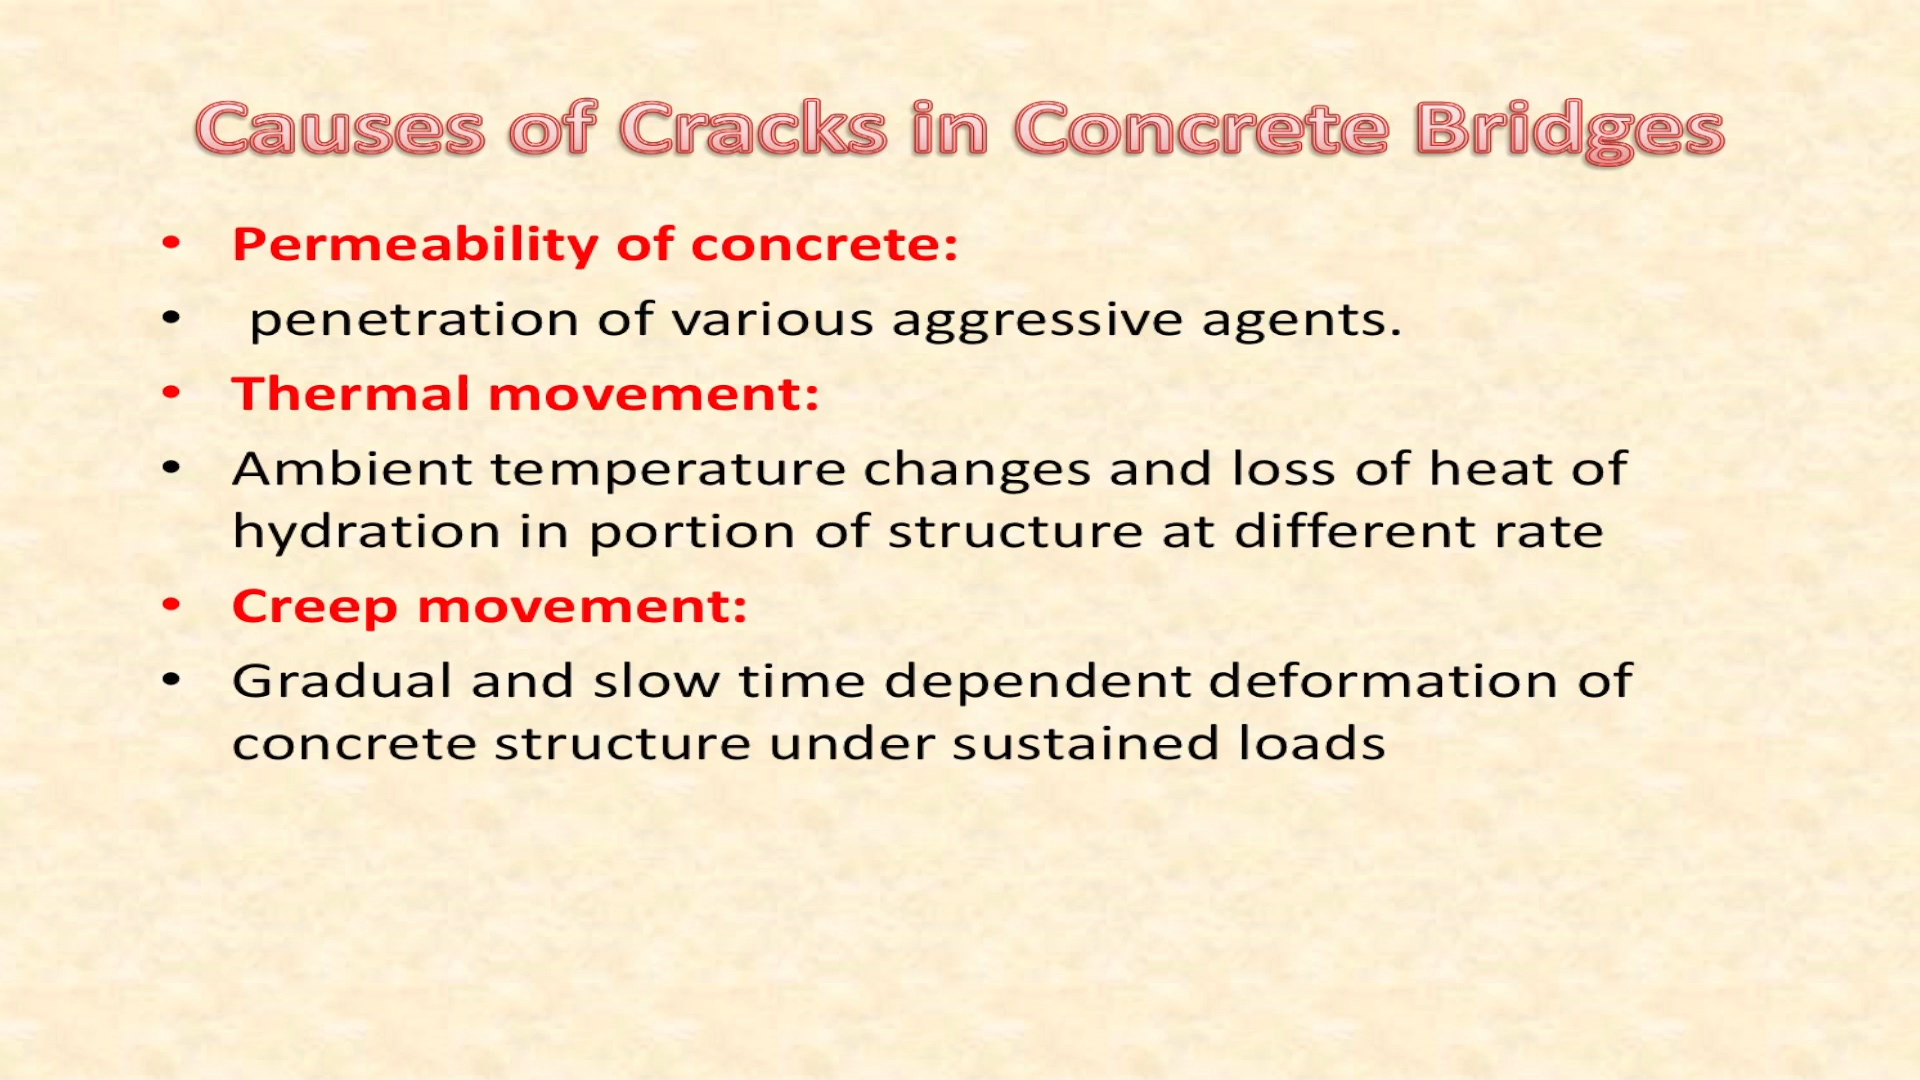 Causes of Cracks in Concrete Bridges
• Permeability of concrete:
• penetration of various aggressive agents.
• Thermal movement:
• Ambient temperature changes and loss of heat of
hydration in portion of structure at different rate
• Creep movement:
• Gradual and slow time dependent deformation of
concrete structure under sustained loads